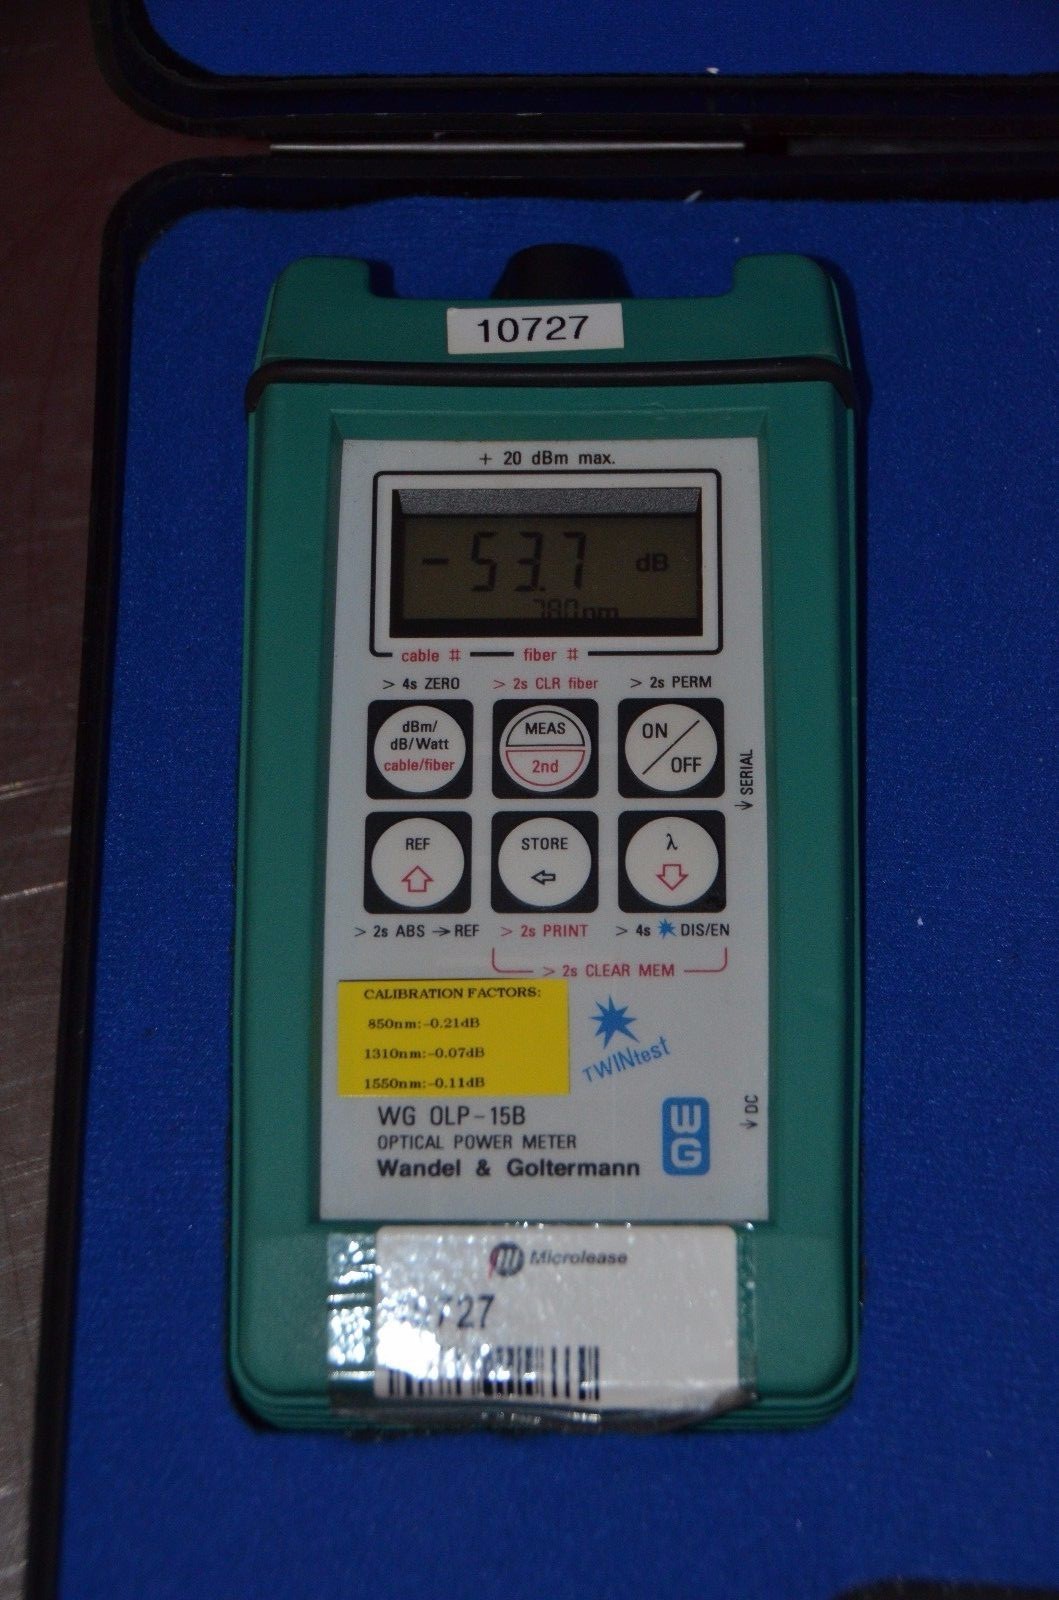 10727
+ 20 dBm max.
-53.7 dB
780nm
cable # fiber #
> 4s ZERO > 2s CLR fiber > 2s PERM
dBm/
dB/Watt
cable/fiber
MEAS
2nd
ON
OFF
SERIAL
REF
STORE
λ
> 2s ABS → REF > 2s PRINT > 4s DIS/EN
> 2s CLEAR MEM
CALIBRATION FACTORS:
850nm:-0.21dB
1310nm:-0.07dB
1550nm:-0.11dB
TWINtest
WG OLP-15B
OPTICAL POWER METER
Wandel & Goltermann
WG
DC
Microlease